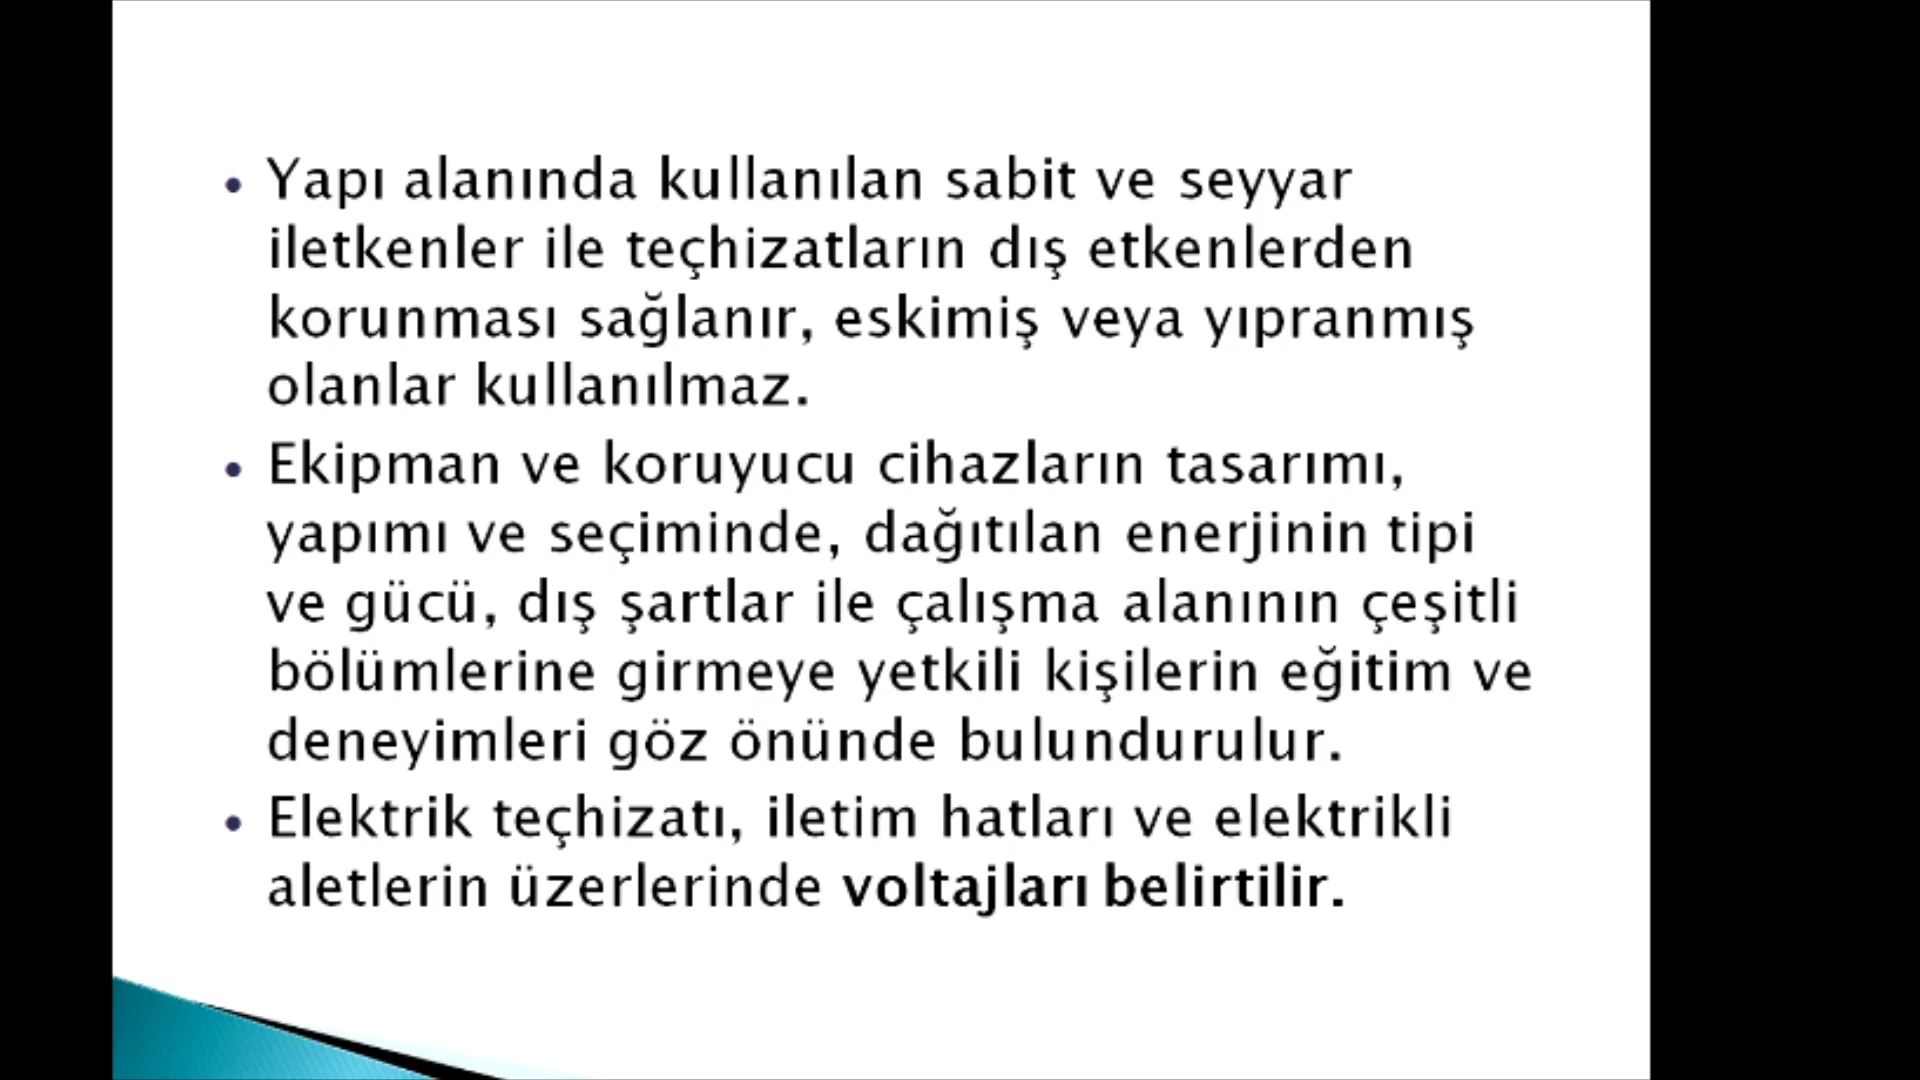 • Yapı alanında kullanılan sabit ve seyyar
iletkenler ile teçhizatların dış etkenlerden
korunması sağlanır, eskimiş veya yıpranmış
olanlar kullanılmaz.
• Ekipman ve koruyucu cihazların tasarımı,
yapımı ve seçiminde, dağıtılan enerjinin tipi
ve gücü, dış şartlar ile çalışma alanının çeşitli
bölümlerine girmeye yetkili kişilerin eğitim ve
deneyimleri göz önünde bulundurulur.
• Elektrik teçhizatı, iletim hatları ve elektrikli
aletlerin üzerlerinde voltajları belirtilir.